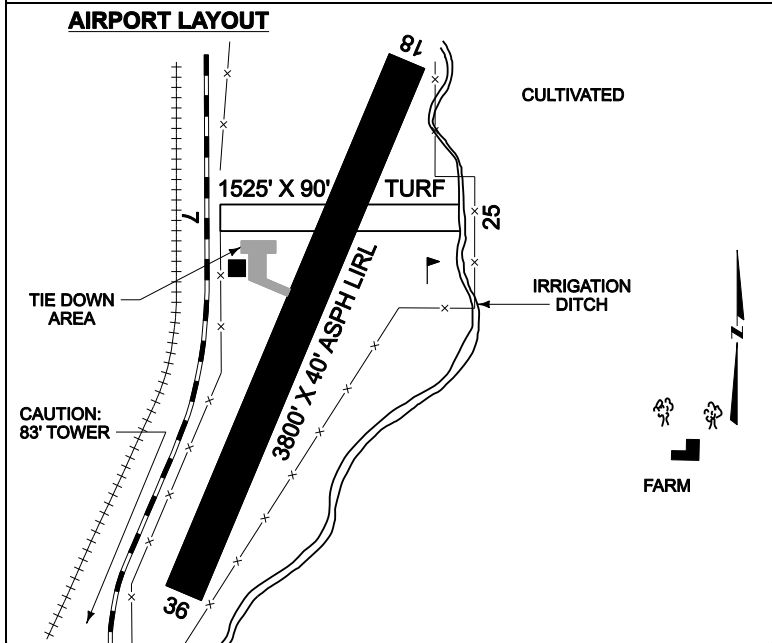 AIRPORT LAYOUT
18
CULTIVATED
1525' X 90' TURF
7
25
TIE DOWN
AREA
IRRIGATION
DITCH
3800' X 40' ASPH LIRL
N
CAUTION:
83' TOWER
FARM
36